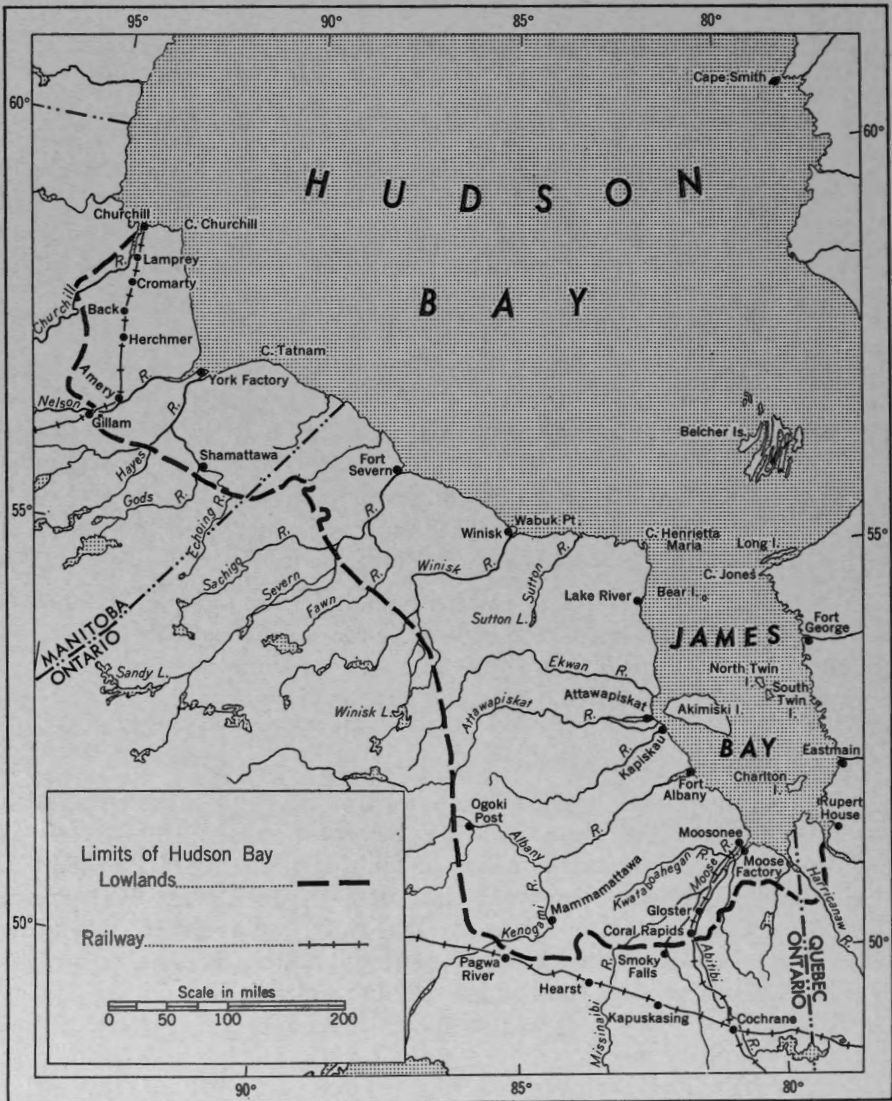 95°
90°
85°
80°
60°
60°
Cape Smith
HUDSON
BAY
Churchill
C. Churchill
Lamprey
R.
Cromarty
Churchill
Back
Herchmer
C. Tatnam
Amery
R.
York Factory
Nelson
Gillam
R.
Belcher Is.
Shamattawa
Fort
Severn
Hayes
Gods
R.
Echoing R.
55°
55°
Winisk
Wabuk Pt.
C. Henrietta
Maria
Long I.
C. Jones
Sachigo
R.
Severn
Fawn
R.
Winisk
R.
Sutton
R.
Sutton L.
Lake River
Bear I.
Fort
George
MANITOBA
ONTARIO
JAMES
BAY
Sandy L.
Winisk L.
Ekwan
R.
North Twin
I.
South
Twin
I.
Attawapiskat
R.
Attawapiskat
Akimiski I.
R.
Kapiskau
Eastmain
Charlton
I.
Fort
Albany
Rupert
House
Ogoki
Post
Albany
R.
Moosonee
Moose
Factory
Kwataboahegan
R.
Moose
R.
Harricanaw R.
Mammamattawa
Gloster
Kenogami
Coral Rapids
50°
50°
Pagwa
River
Smoky
Falls
Abitibi
R.
QUEBEC
ONTARIO
Hearst
Missinaibi
R.
Kapuskasing
Cochrane
Limits of Hudson Bay
Lowlands
Railway
Scale in miles
0 50 100 200
90°
85°
80°